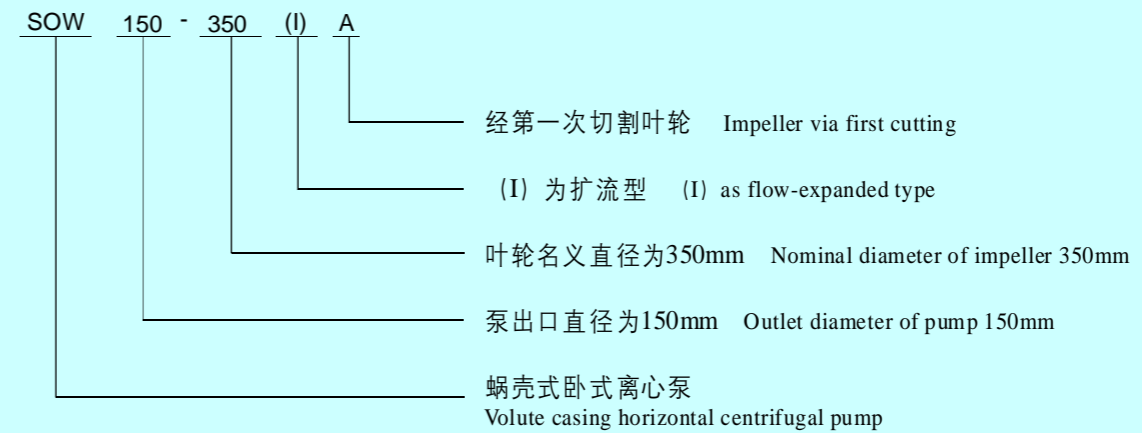 SOW 150 - 350 (I) A
经第一次切割叶轮 Impeller via first cutting
(I) 为扩流型 (I) as flow-expanded type
叶轮名义直径为350mm Nominal diameter of impeller 350mm
泵出口直径为150mm Outlet diameter of pump 150mm
蜗壳式卧式离心泵
Volute casing horizontal centrifugal pump